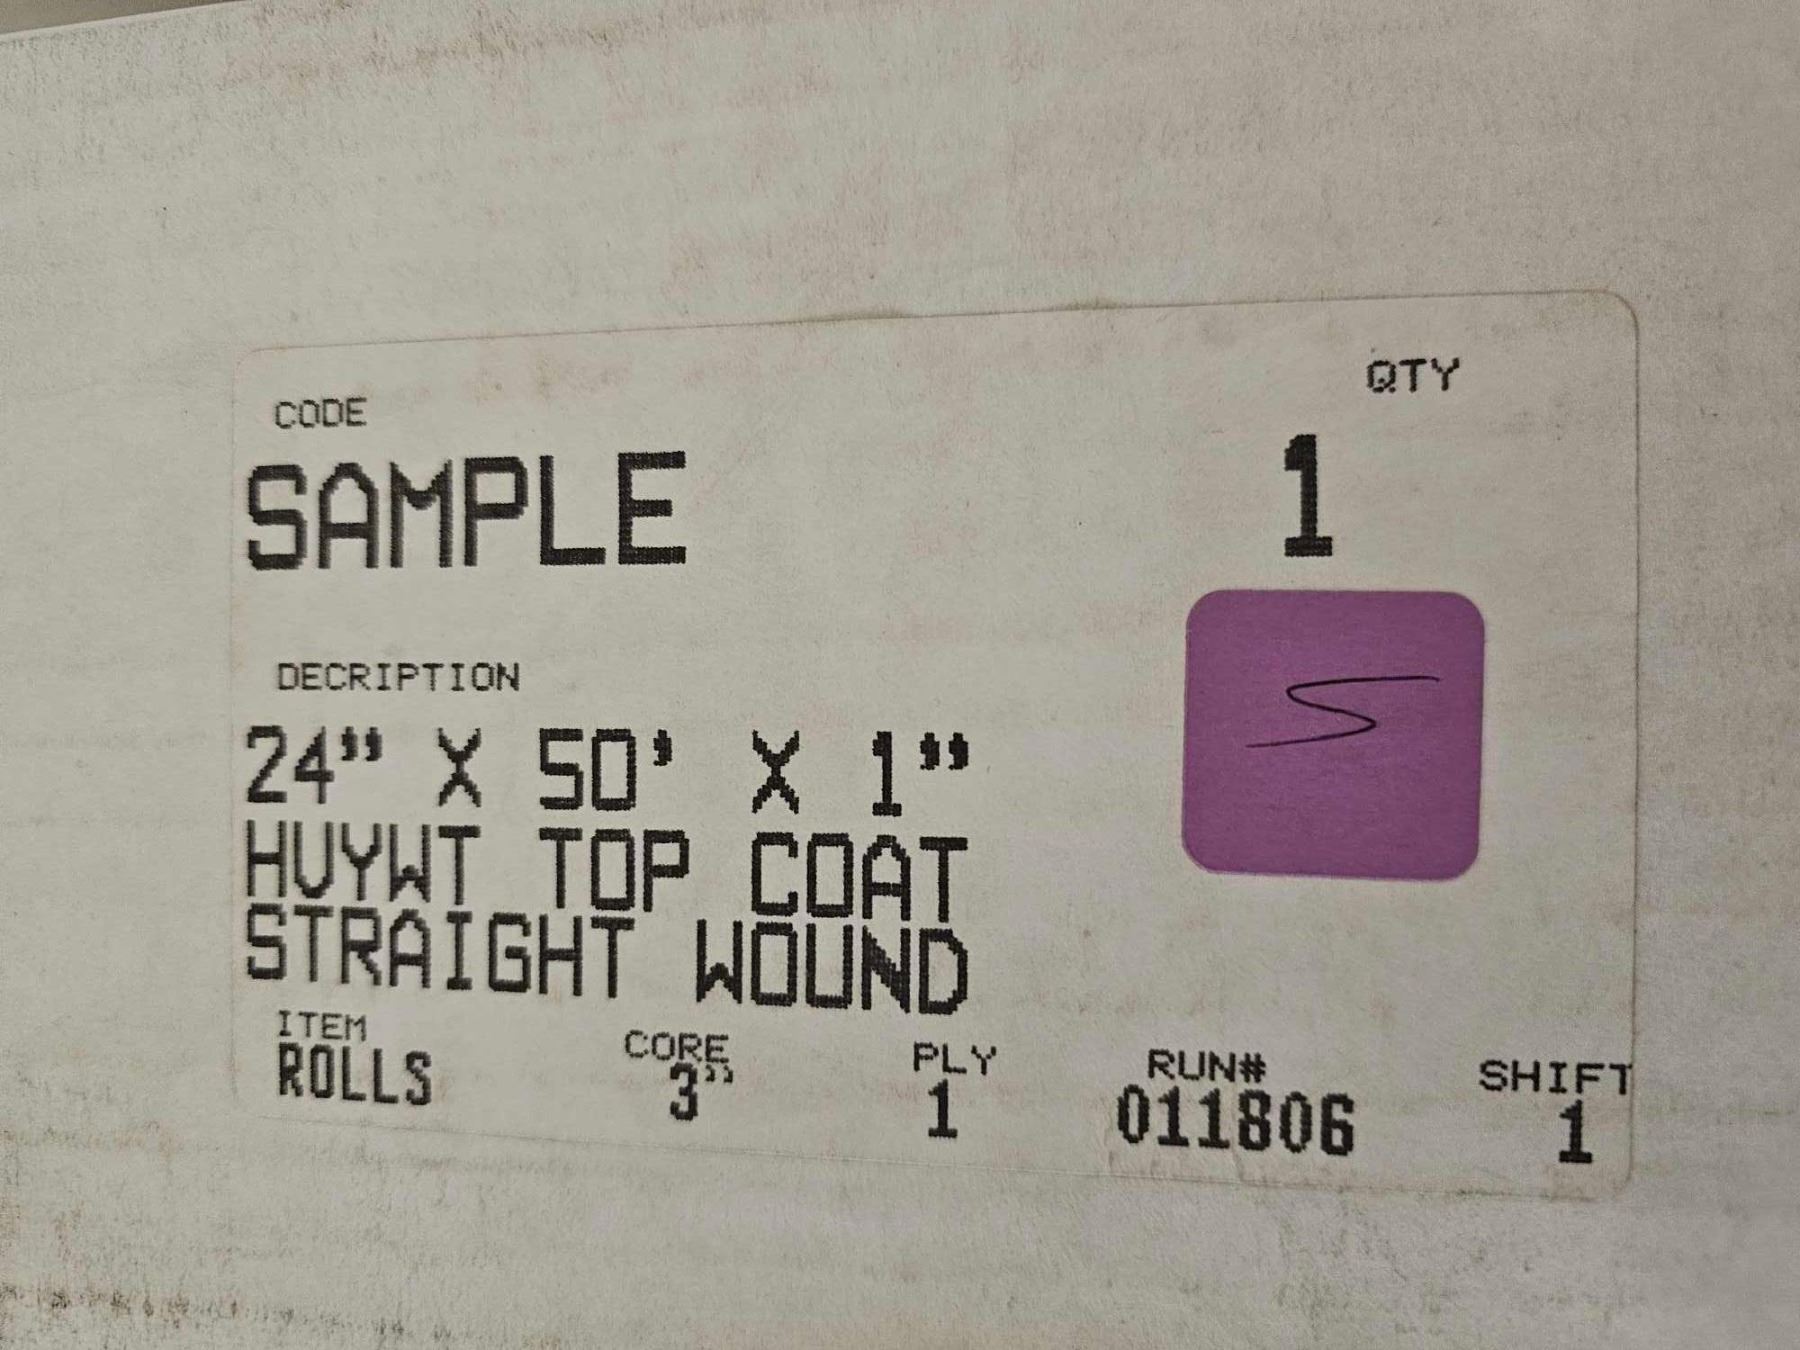 CODE QTY
SAMPLE 1
DECRIPTION
S
24" X 50' X 1"
HVYWT TOP COAT
STRAIGHT WOUND
ITEM CORE PLY RUN# SHIFT
ROLLS 3" 1 011806 1